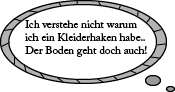 Ich verstehe nicht warum
ich ein Kleiderhaken habe..
Der Boden geht doch auch!